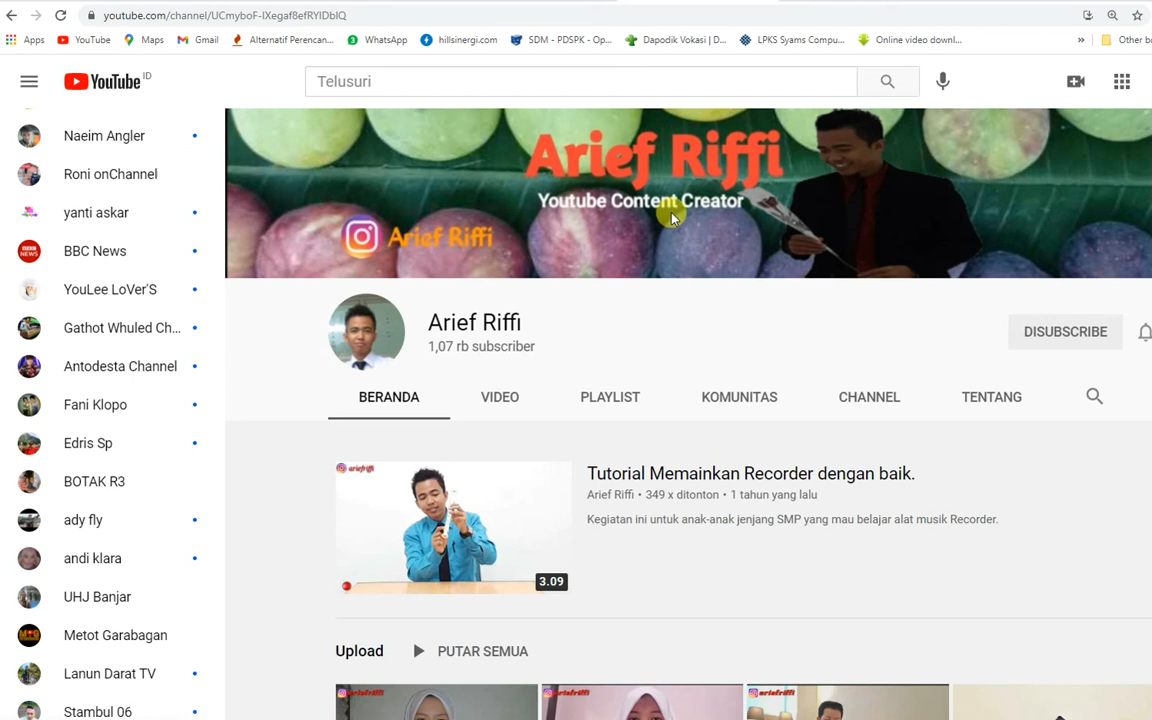 youtube.com/channel/UCmyboF-IXegaf8efRYlDbIQ
Apps YouTube Maps Gmail Alternatif Perencan... WhatsApp hillsinergi.com SDM - PDSPK - Op... Dapodik Vokasi | D... LPKS Syams Compu... Online video downl... » Other bo
YouTube ID
Telusuri
Naeim Angler
Roni onChannel
yanti askar
BBC News
YouLee LoVer'S
Gathot Whuled Ch...
Antodesta Channel
Fani Klopo
Edris Sp
BOTAK R3
ady fly
andi klara
UHJ Banjar
Metot Garabagan
Lanun Darat TV
Stambul 06
Arief Riffi
Youtube Content Creator
Arief Riffi
Arief Riffi
1,07 rb subscriber
DISUBSCRIBE
BERANDA VIDEO PLAYLIST KOMUNITAS CHANNEL TENTANG
ariefriffi
3.09
Tutorial Memainkan Recorder dengan baik.
Arief Riffi • 349 x ditonton • 1 tahun yang lalu
Kegiatan ini untuk anak-anak jenjang SMP yang mau belajar alat musik Recorder.
Upload PUTAR SEMUA
ariefriffi ariefriffi ariefriffi